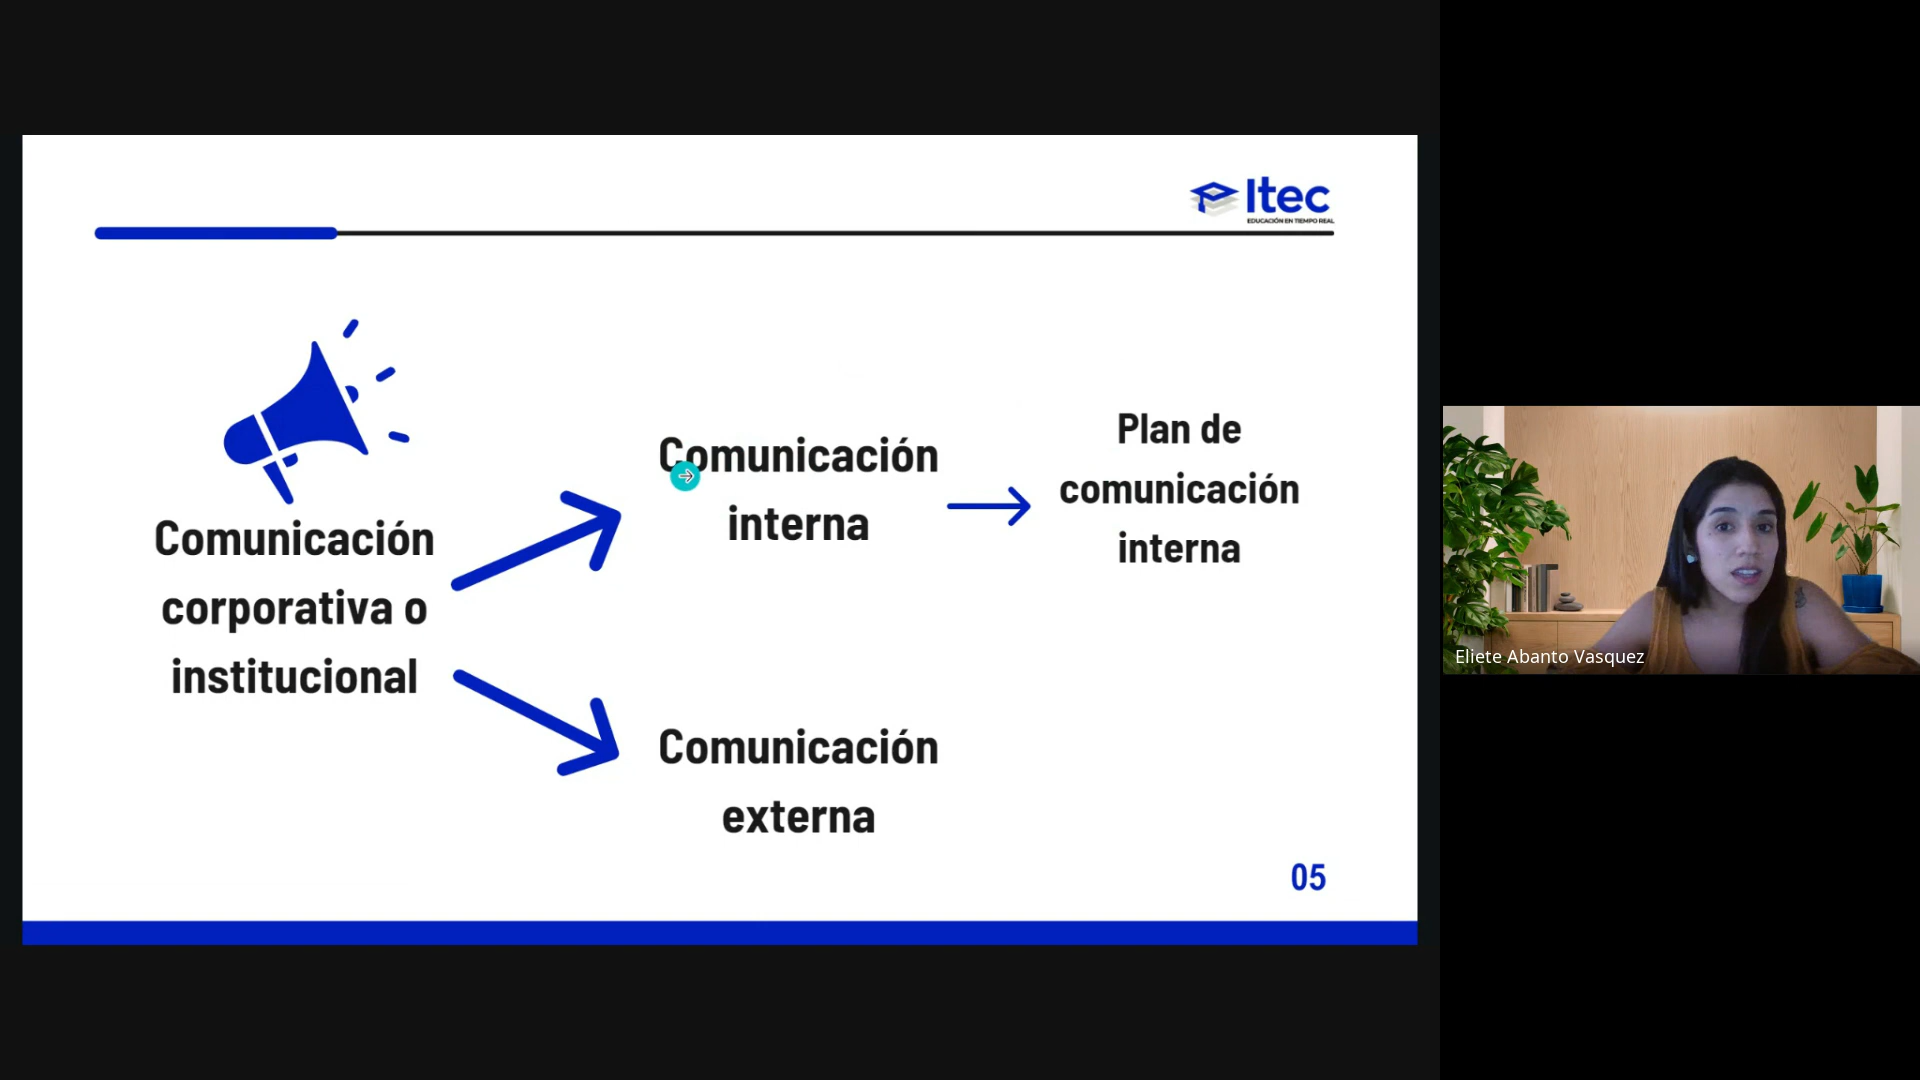 Itec
EDUCACIÓN EN TIEMPO REAL
Comunicación
corporativa o
institucional
Comunicación
interna
Plan de
comunicación
interna
Comunicación
externa
05
Eliete Abanto Vasquez